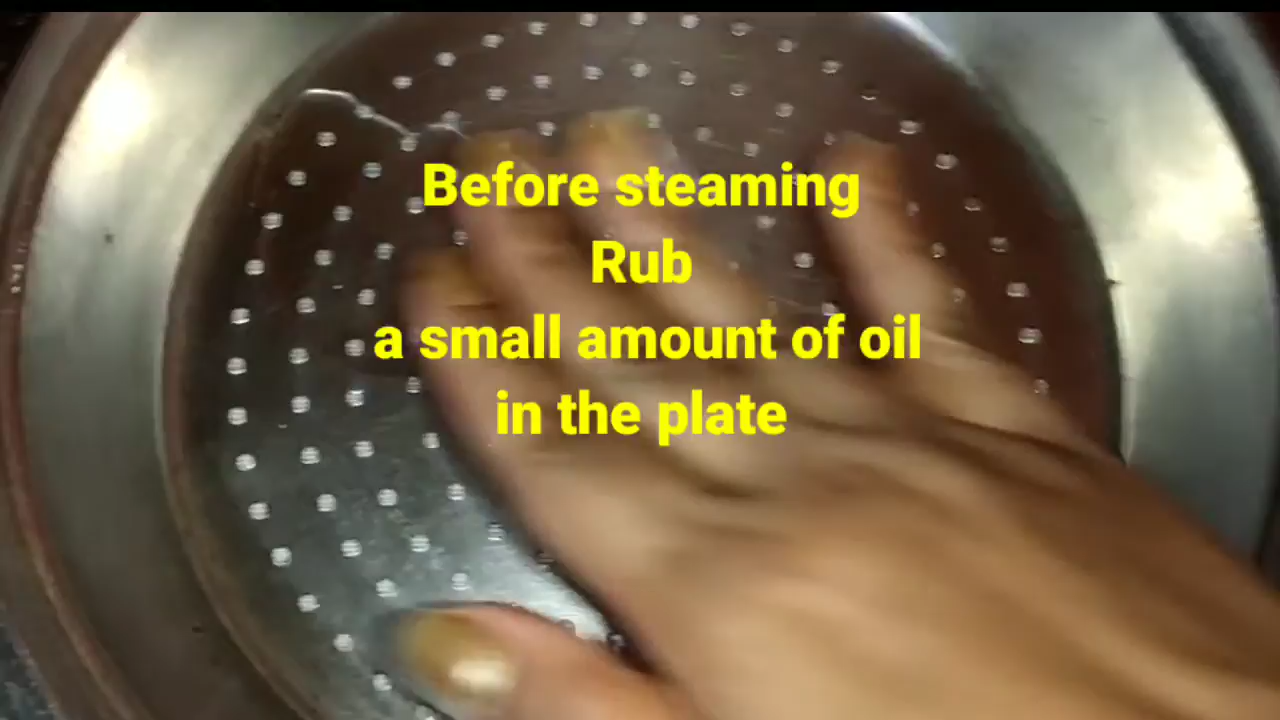 Before steaming
Rub
a small amount of oil
in the plate